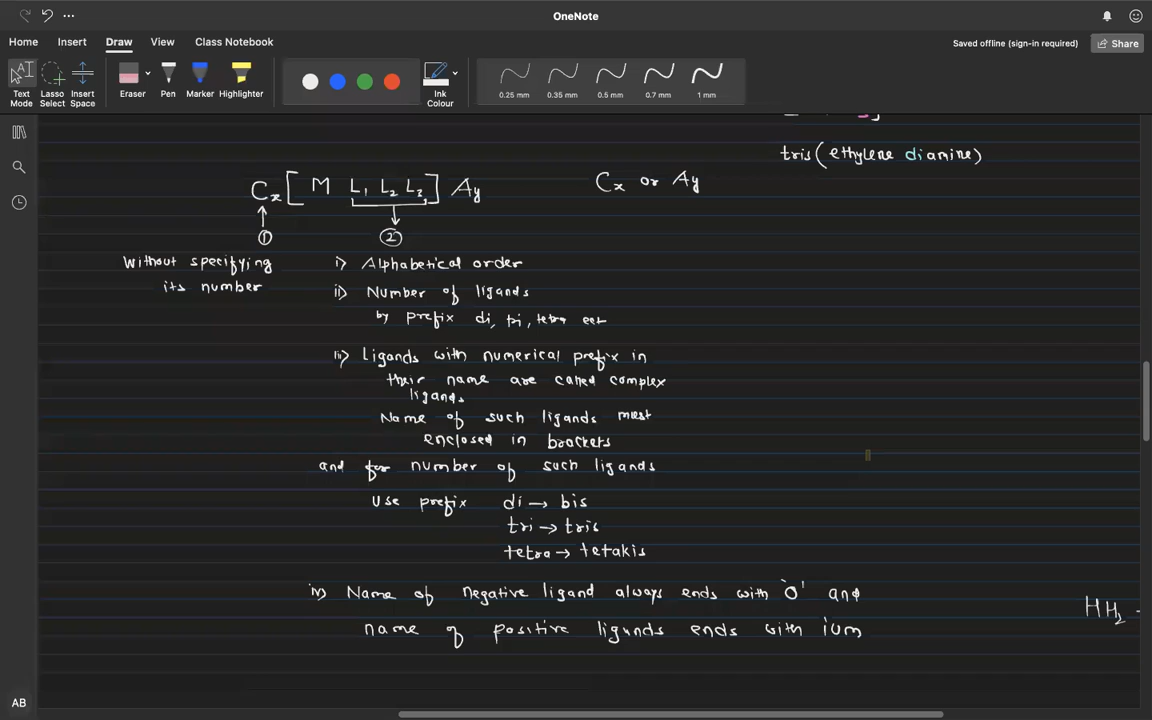 OneNote
Home Insert Draw View Class Notebook
Saved offline (sign-in required) Share
Text Mode
Lasso Select
Insert Space
Eraser
Pen
Marker
Highlighter
Ink Colour
0.25 mm 0.35 mm 0.5 mm 0.7 mm 1 mm
tris(ethylene diamine)
Cx [ M L1 L2 L3 ] Ay Cx or Ay
① ②
Without specifying
its number
i) Alphabetical order
ii) Number of ligands
by prefix di, tri, tetra eet
iii) Ligands with numerical prefix in
their name are called complex
ligands
Name of such ligands must
enclosed in brackets
and for number of such ligands
Use prefix di → bis
tri → tris
tetra → tetakis
iv) Name of negative ligand always ends with 'O' and
name of positive ligands ends with ium
HH2
AB